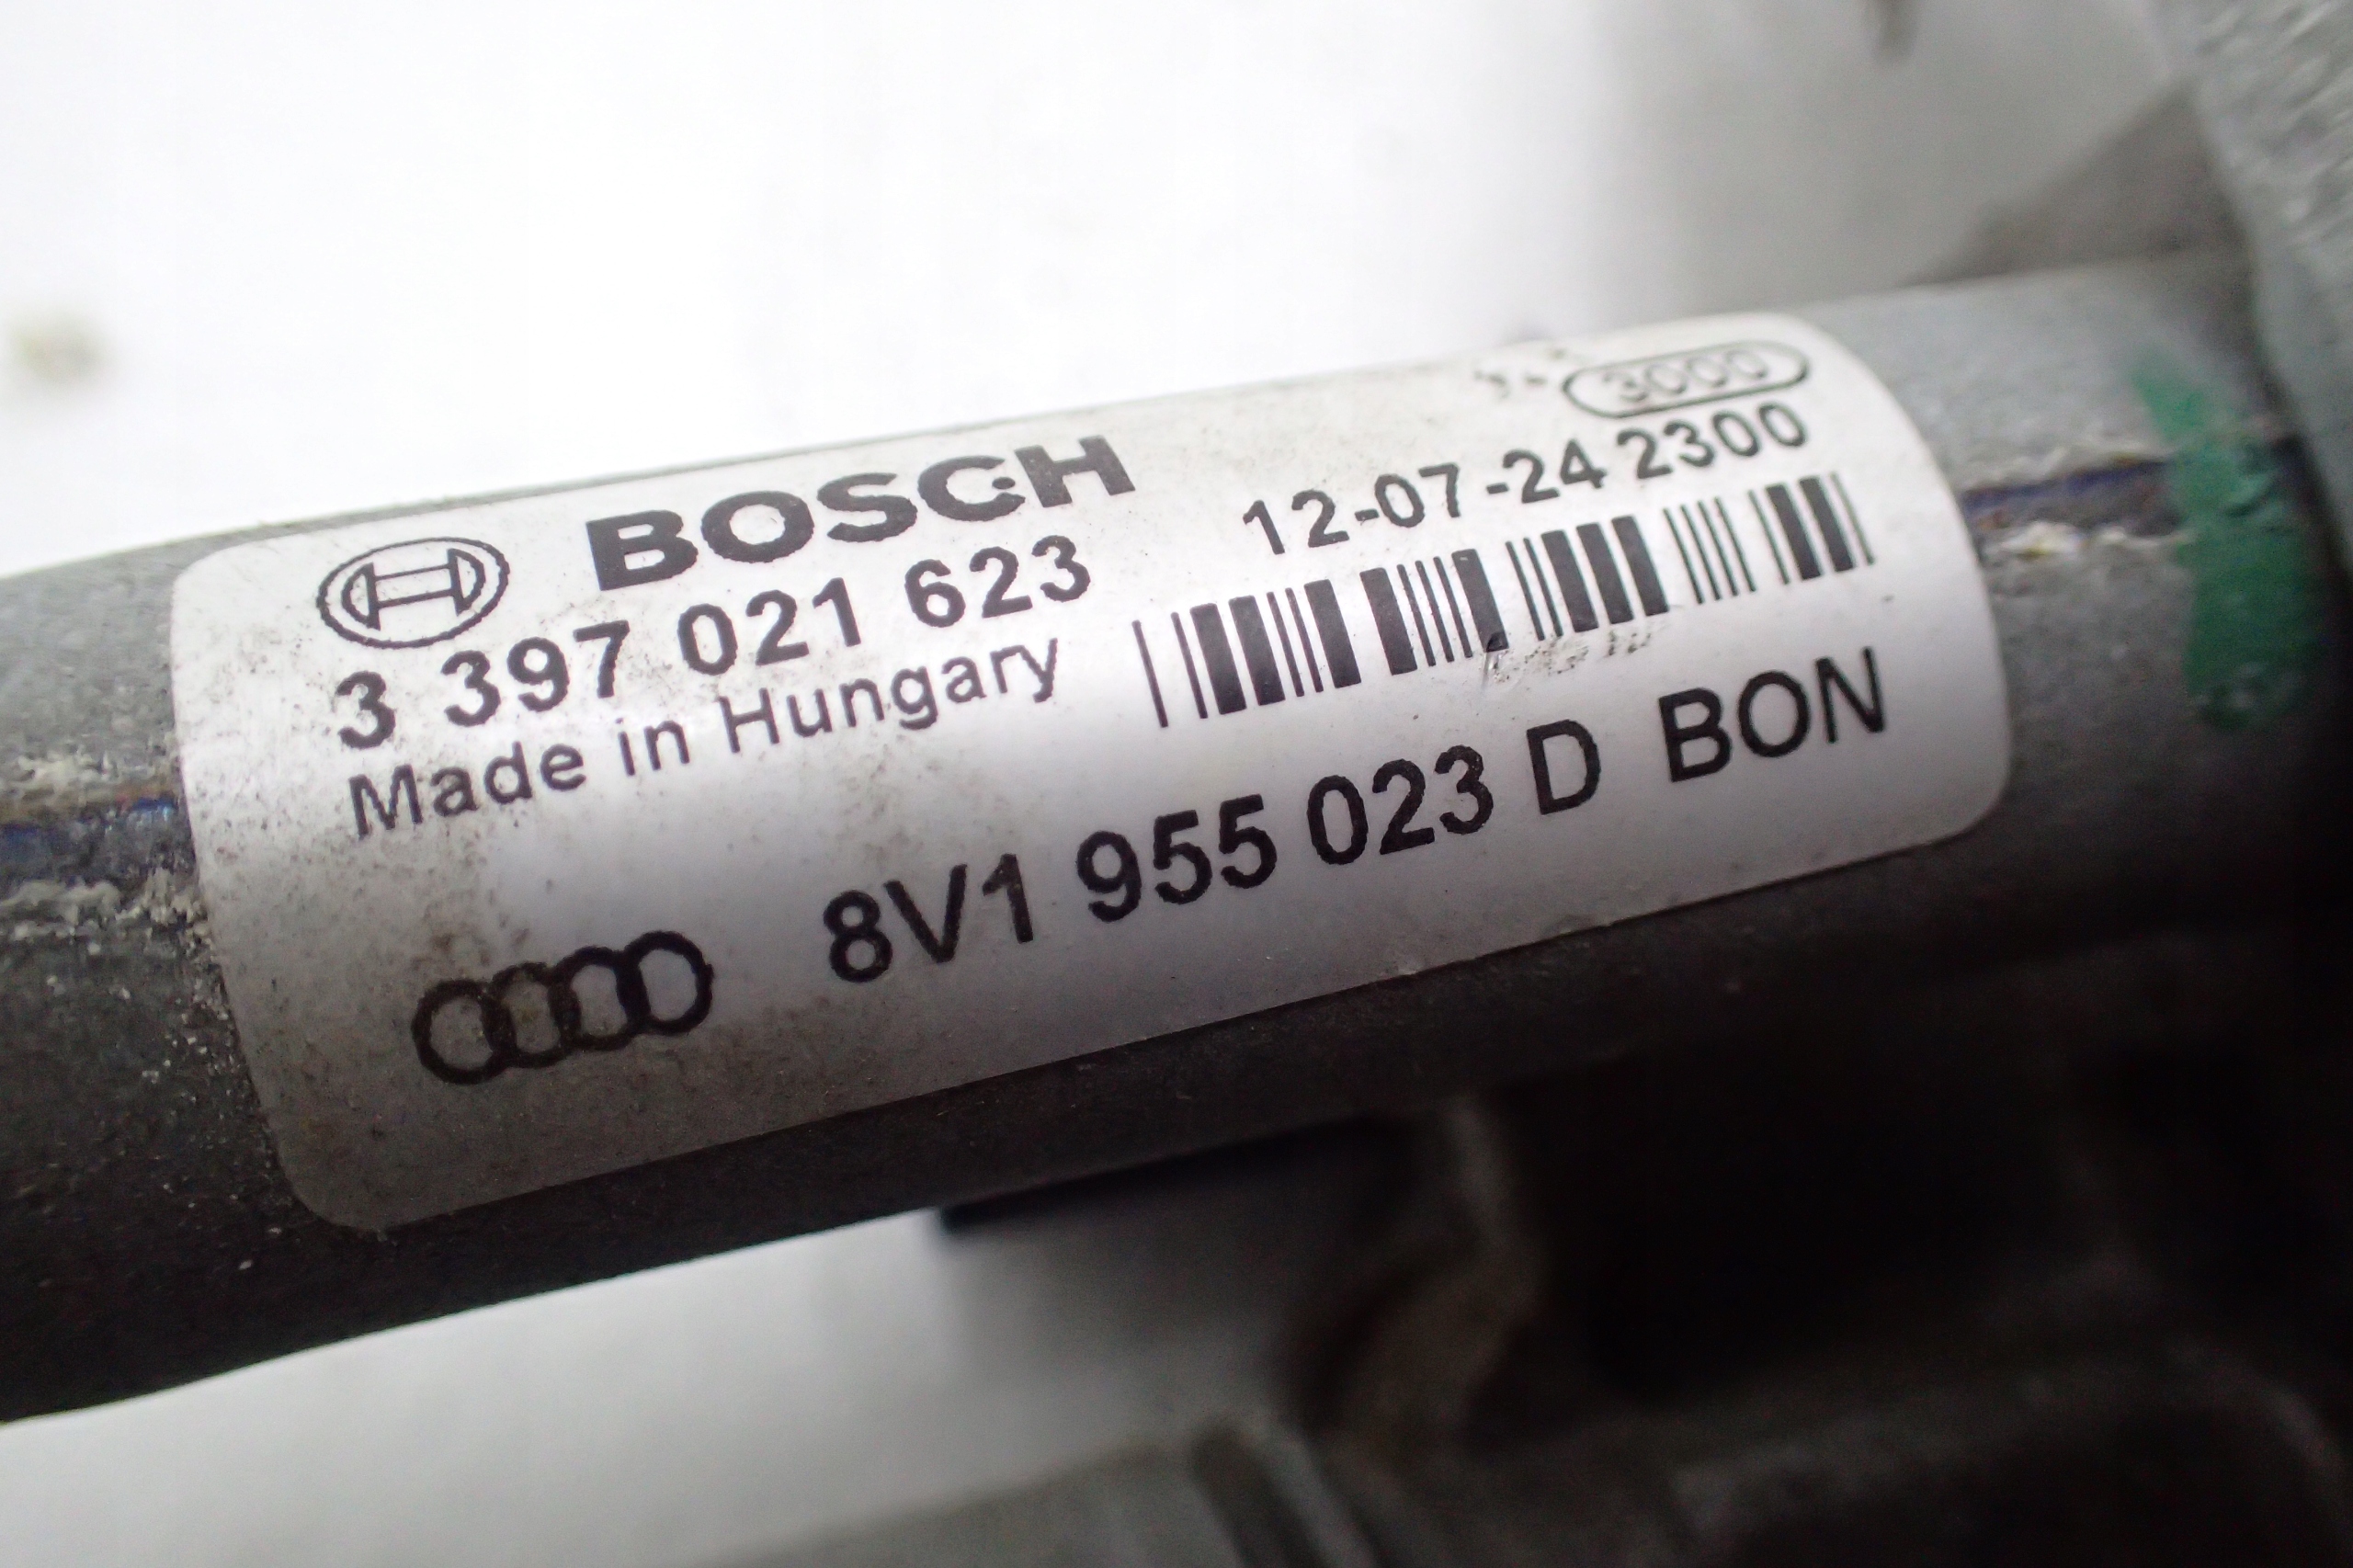 BOSCH
3 397 021 623
Made in Hungary
3000
12-07-24 2300
8V1 955 023 D BON